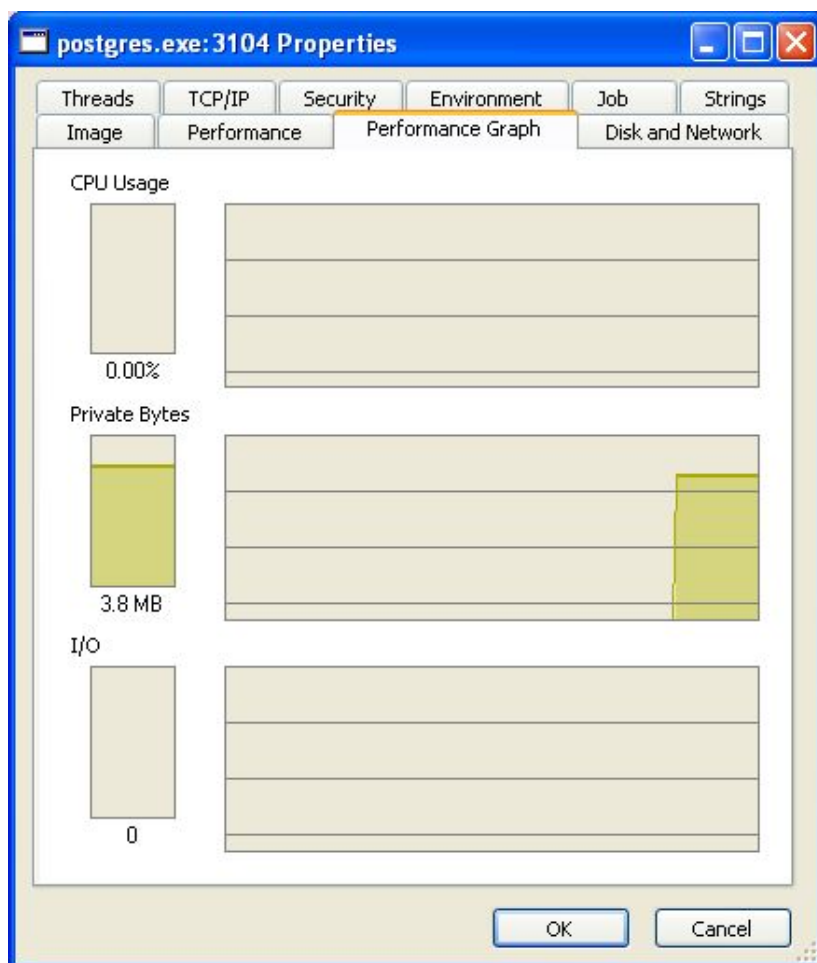 postgres.exe:3104 Properties
Threads TCP/IP Security Environment Job Strings
Image Performance Performance Graph Disk and Network
CPU Usage
0.00%
Private Bytes
3.8 MB
I/O
0
OK Cancel